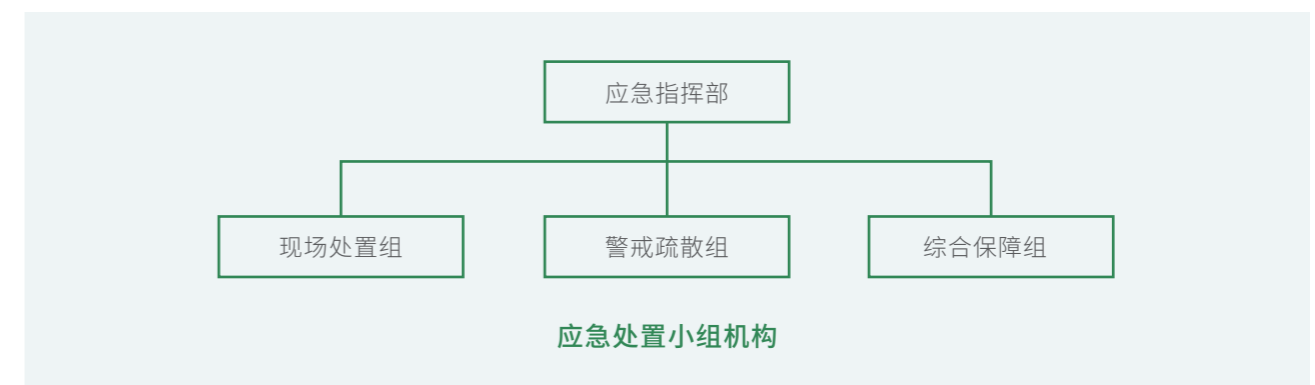 应急指挥部
现场处置组
警戒疏散组
综合保障组
应急处置小组机构